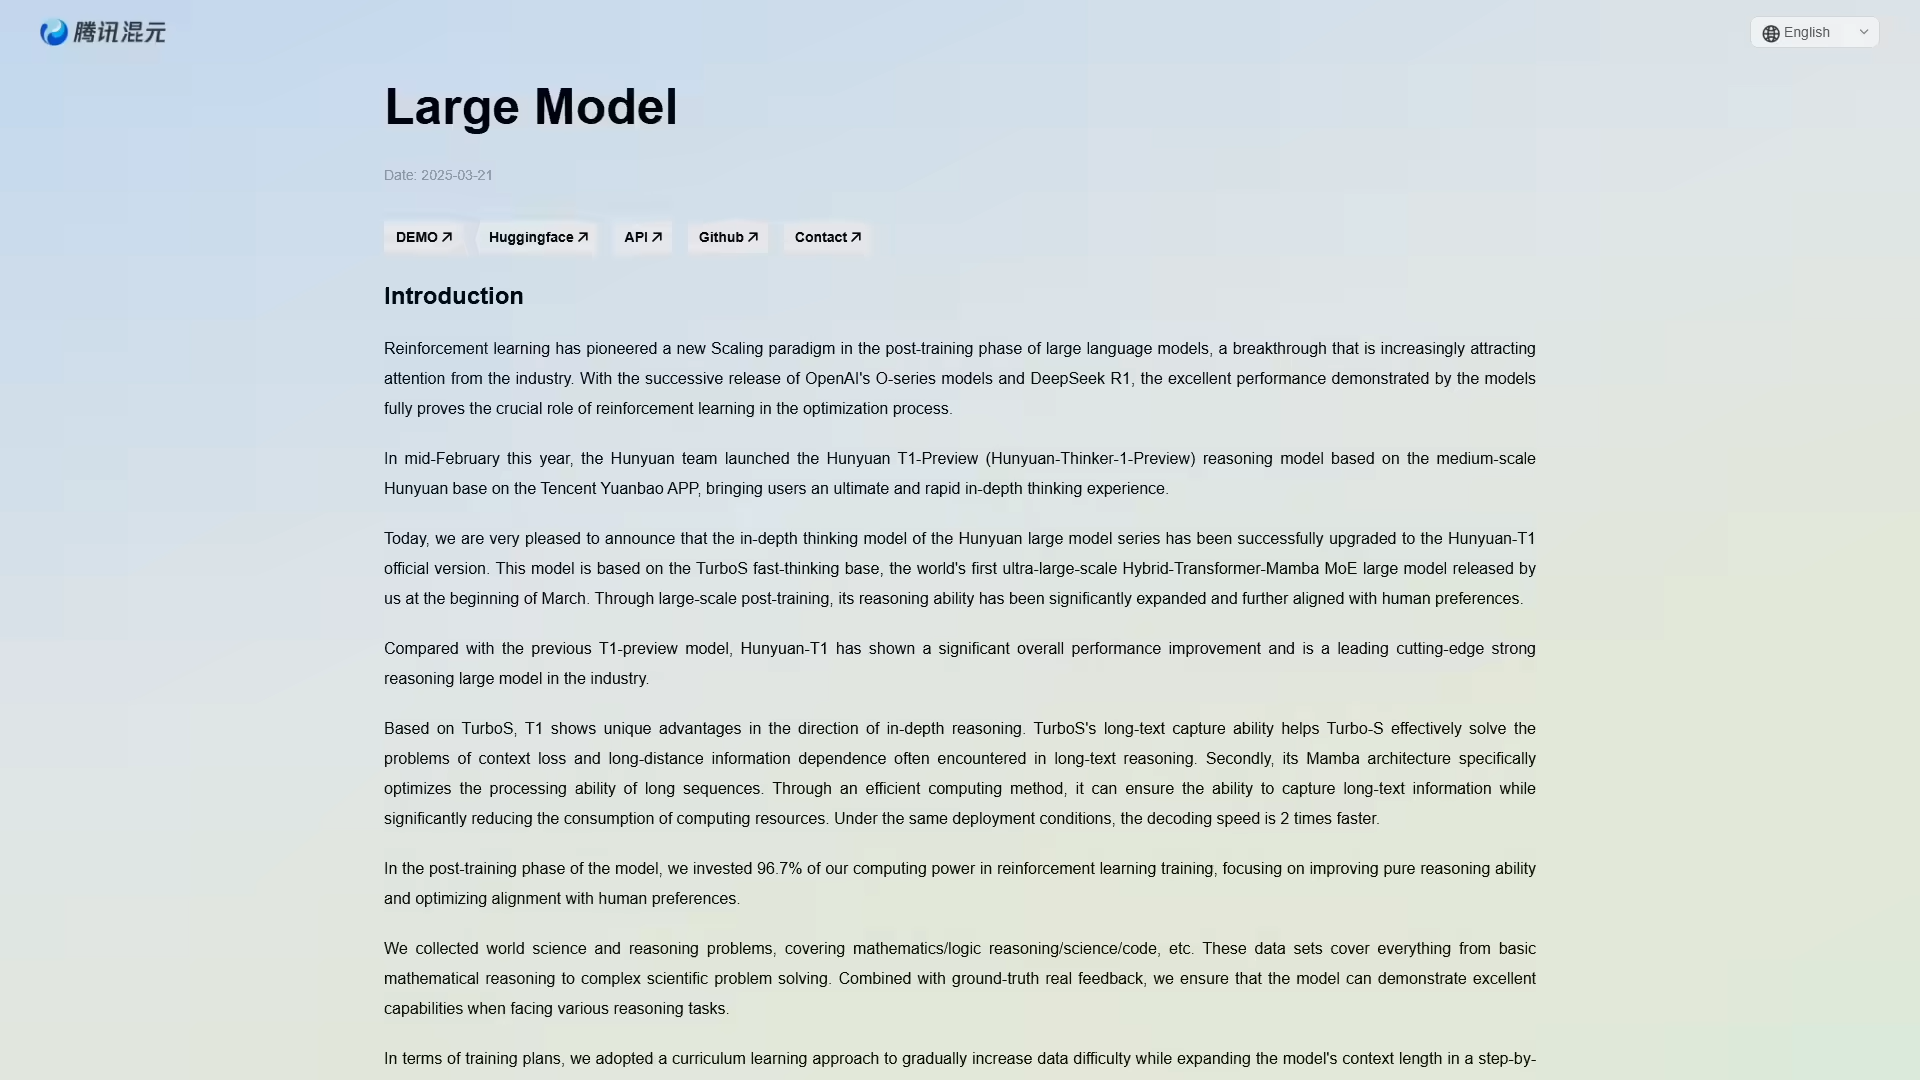 腾讯混元
English
Large Model
Date: 2025-03-21
DEMO
Huggingface
API
Github
Contact
Introduction
Reinforcement learning has pioneered a new Scaling paradigm in the post-training phase of large language models, a breakthrough that is increasingly attracting
attention from the industry. With the successive release of OpenAI's O-series models and DeepSeek R1, the excellent performance demonstrated by the models
fully proves the crucial role of reinforcement learning in the optimization process.
In mid-February this year, the Hunyuan team launched the Hunyuan T1-Preview (Hunyuan-Thinker-1-Preview) reasoning model based on the medium-scale
Hunyuan base on the Tencent Yuanbao APP, bringing users an ultimate and rapid in-depth thinking experience.
Today, we are very pleased to announce that the in-depth thinking model of the Hunyuan large model series has been successfully upgraded to the Hunyuan-T1
official version. This model is based on the TurboS fast-thinking base, the world's first ultra-large-scale Hybrid-Transformer-Mamba MoE large model released by
us at the beginning of March. Through large-scale post-training, its reasoning ability has been significantly expanded and further aligned with human preferences.
Compared with the previous T1-preview model, Hunyuan-T1 has shown a significant overall performance improvement and is a leading cutting-edge strong
reasoning large model in the industry.
Based on TurboS, T1 shows unique advantages in the direction of in-depth reasoning. TurboS's long-text capture ability helps Turbo-S effectively solve the
problems of context loss and long-distance information dependence often encountered in long-text reasoning. Secondly, its Mamba architecture specifically
optimizes the processing ability of long sequences. Through an efficient computing method, it can ensure the ability to capture long-text information while
significantly reducing the consumption of computing resources. Under the same deployment conditions, the decoding speed is 2 times faster.
In the post-training phase of the model, we invested 96.7% of our computing power in reinforcement learning training, focusing on improving pure reasoning ability
and optimizing alignment with human preferences.
We collected world science and reasoning problems, covering mathematics/logic reasoning/science/code, etc. These data sets cover everything from basic
mathematical reasoning to complex scientific problem solving. Combined with ground-truth real feedback, we ensure that the model can demonstrate excellent
capabilities when facing various reasoning tasks.
In terms of training plans, we adopted a curriculum learning approach to gradually increase data difficulty while expanding the model's context length in a step-by-